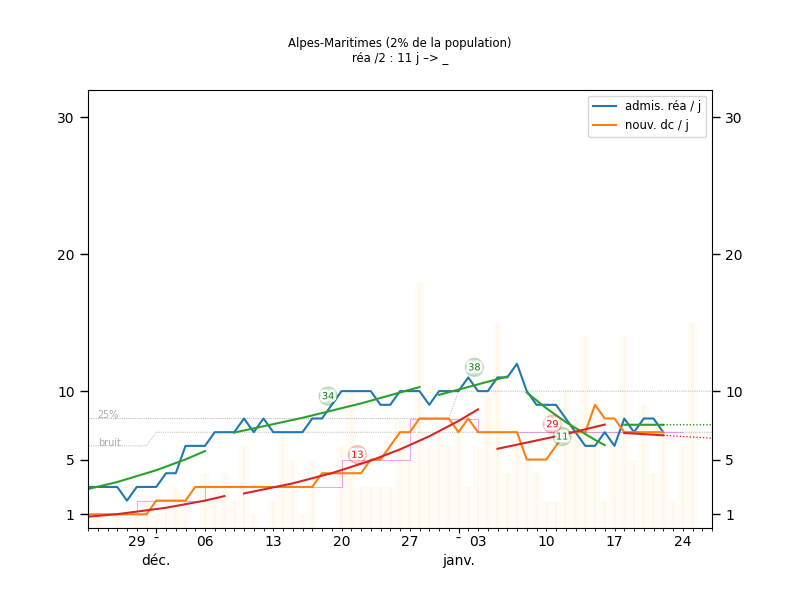 Alpes-Maritimes (2% de la population)
réa /2 : 11 j –> _
admis. réa / j
nouv. dc / j
30 30
20 20
10 10
5 5
1 1
25%
bruit
34
38
13
29
11
29 - 06 13 20 27 - 03 10 17 24
déc. janv.